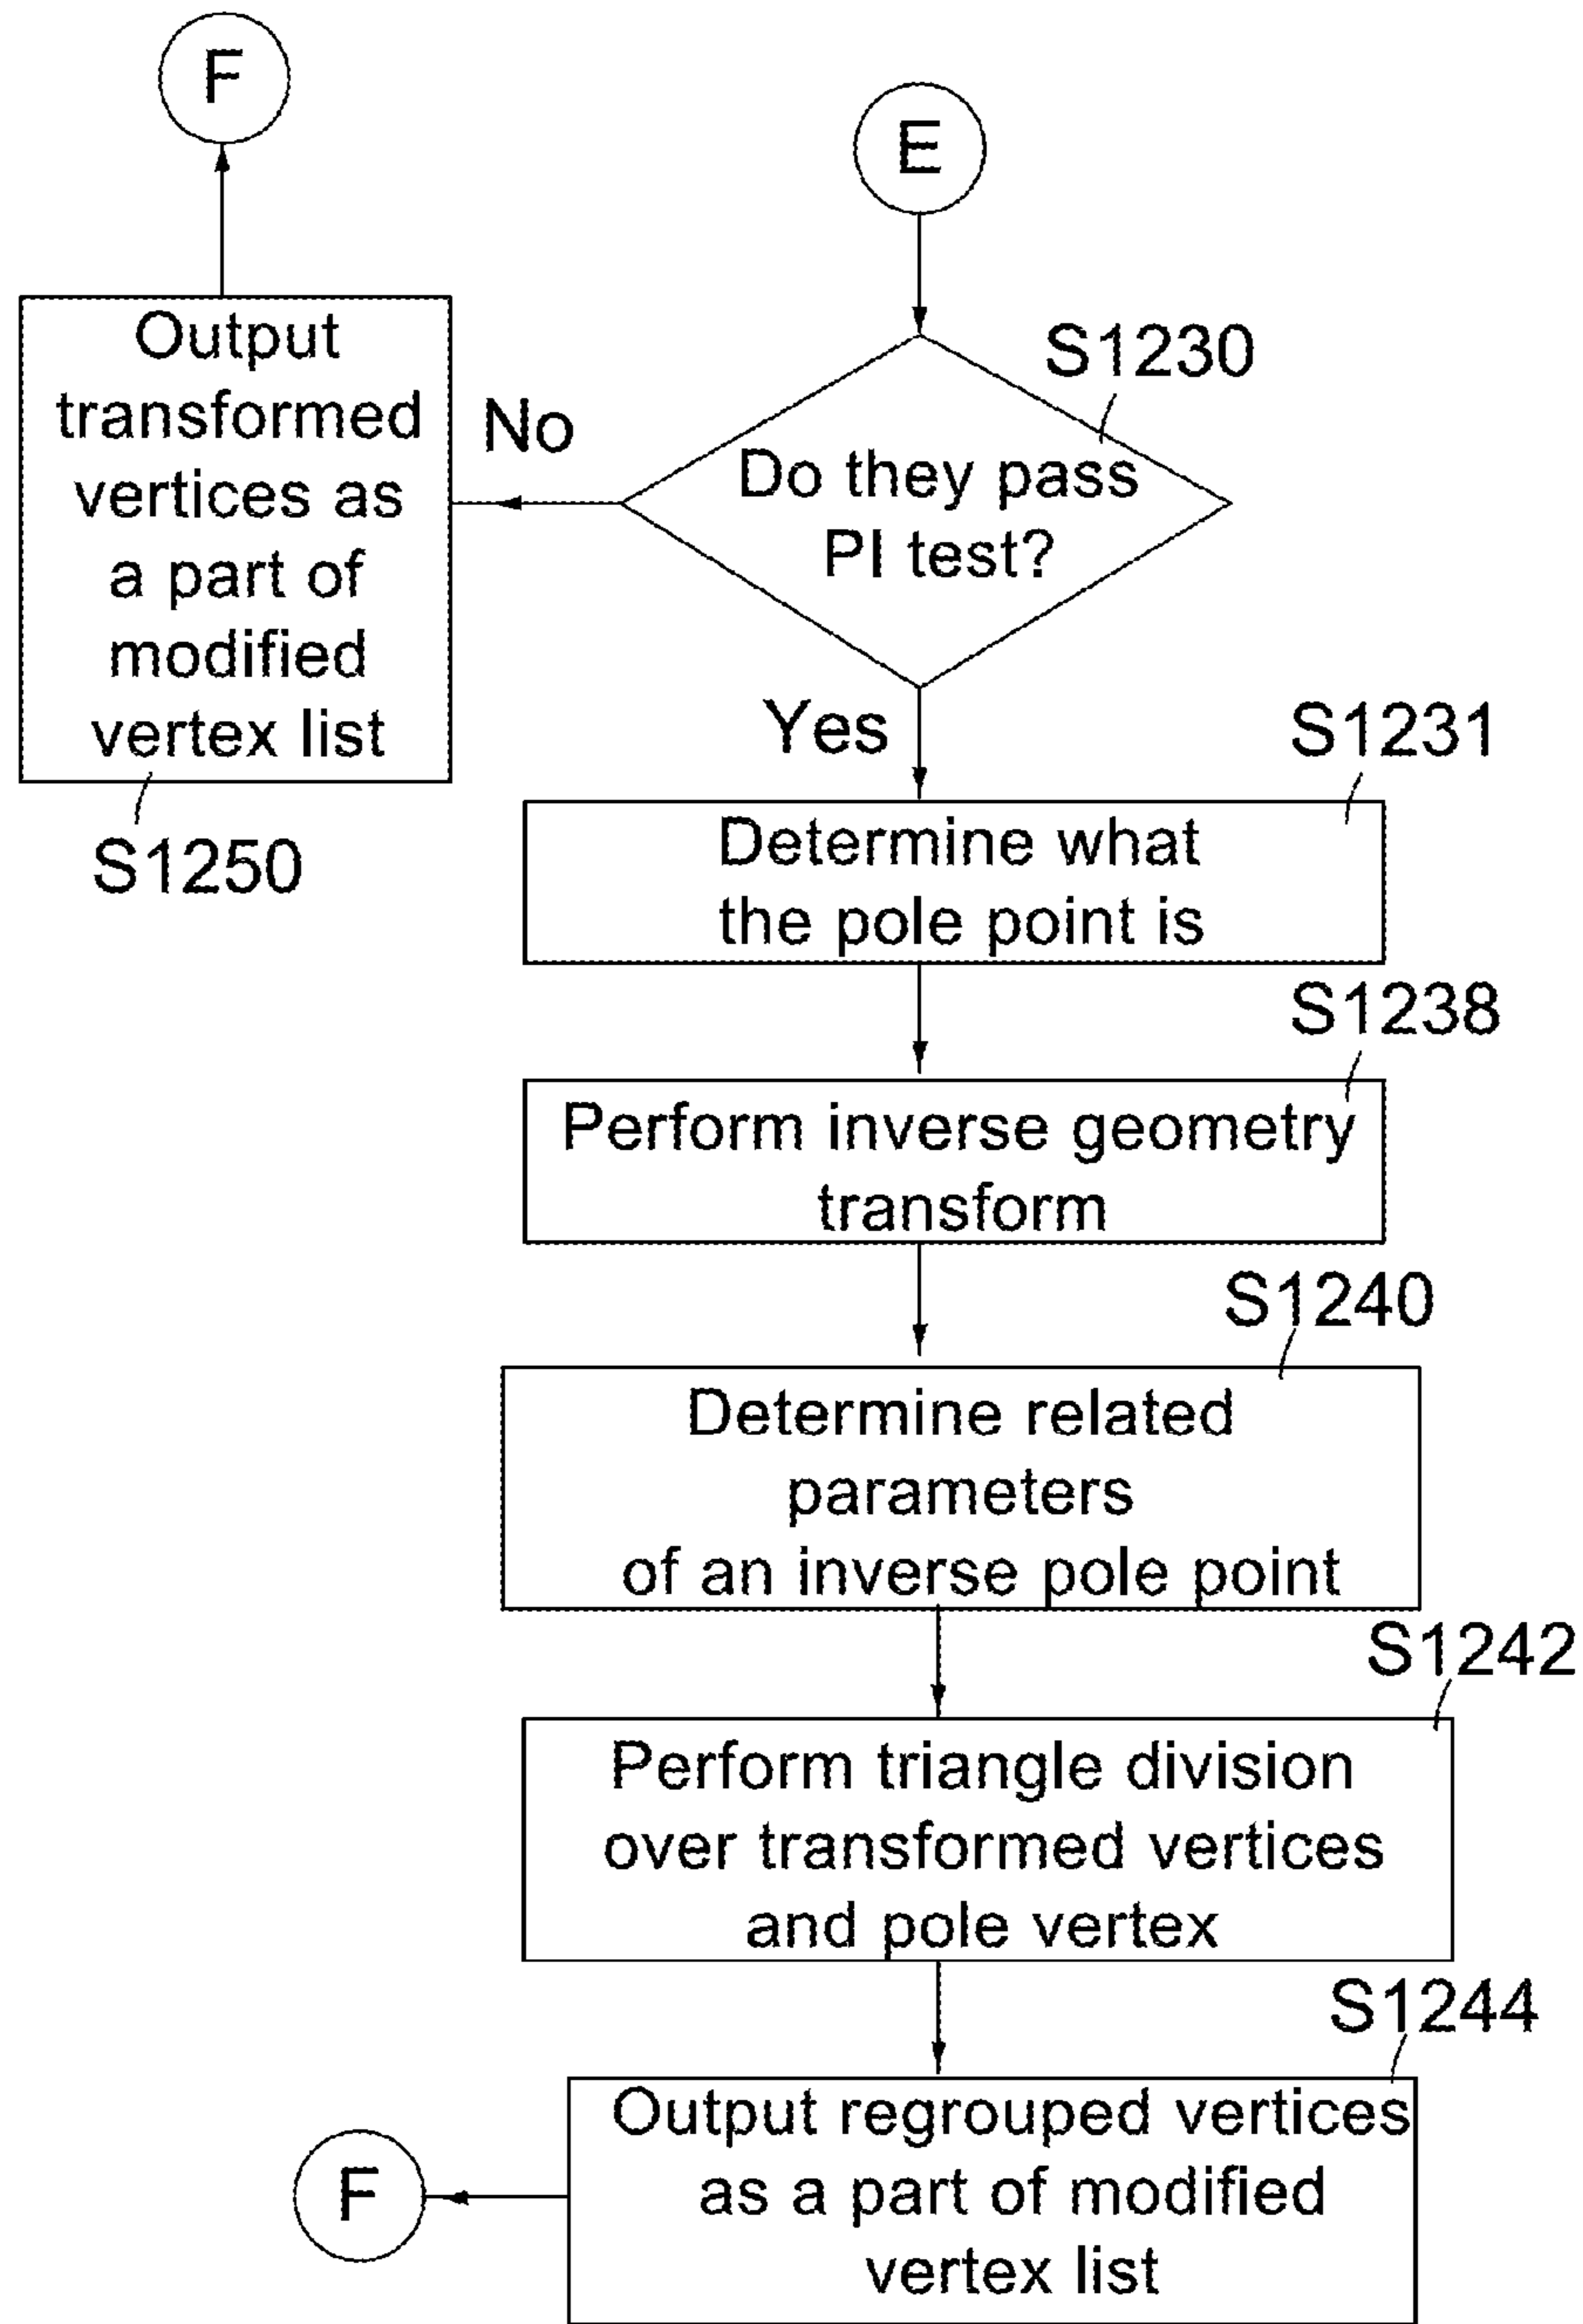 F
E
S1230
Do they pass
PI test?
No
Output
transformed
vertices as
a part of
modified
vertex list
S1250
Yes
S1231
Determine what
the pole point is
S1238
Perform inverse geometry
transform
S1240
Determine related
parameters
of an inverse pole point
S1242
Perform triangle division
over transformed vertices
and pole vertex
S1244
Output regrouped vertices
as a part of modified
vertex list
F